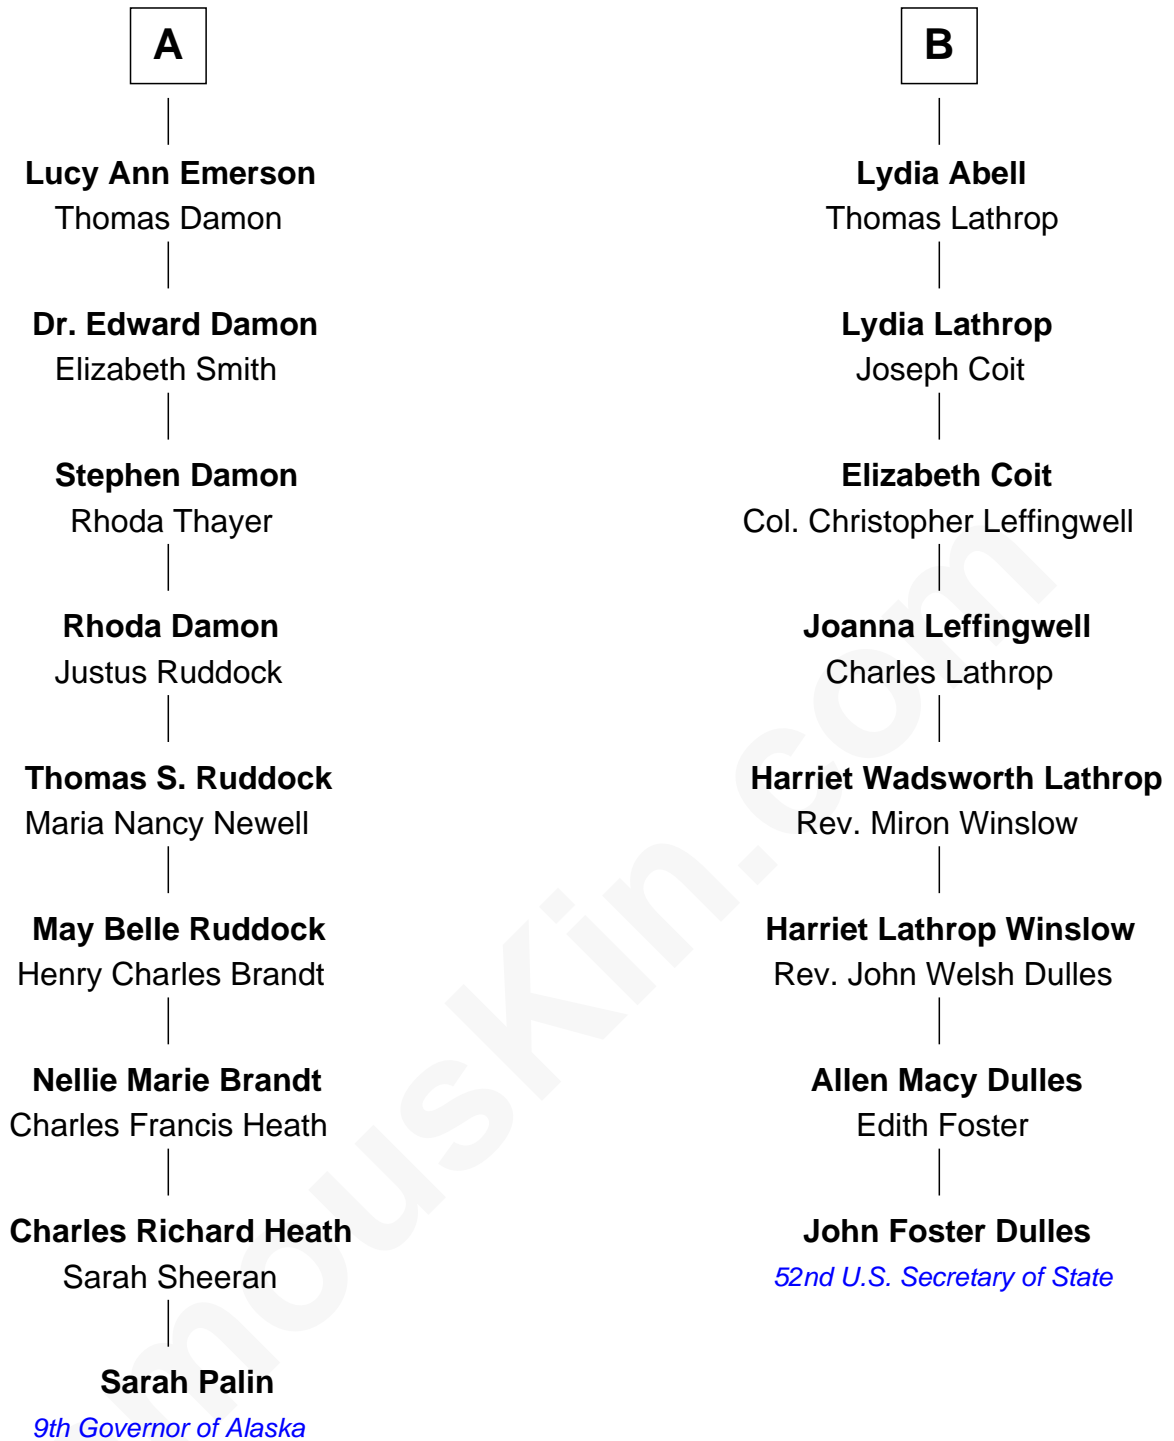 A
Lucy Ann Emerson
Thomas Damon
Dr. Edward Damon
Elizabeth Smith
Stephen Damon
Rhoda Thayer
Rhoda Damon
Justus Ruddock
Thomas S. Ruddock
Maria Nancy Newell
May Belle Ruddock
Henry Charles Brandt
Nellie Marie Brandt
Charles Francis Heath
Charles Richard Heath
Sarah Sheeran
Sarah Palin
9th Governor of Alaska
B
Lydia Abell
Thomas Lathrop
Lydia Lathrop
Joseph Coit
Elizabeth Coit
Col. Christopher Leffingwell
Joanna Leffingwell
Charles Lathrop
Harriet Wadsworth Lathrop
Rev. Miron Winslow
Harriet Lathrop Winslow
Rev. John Welsh Dulles
Allen Macy Dulles
Edith Foster
John Foster Dulles
52nd U.S. Secretary of State
mouskin.com